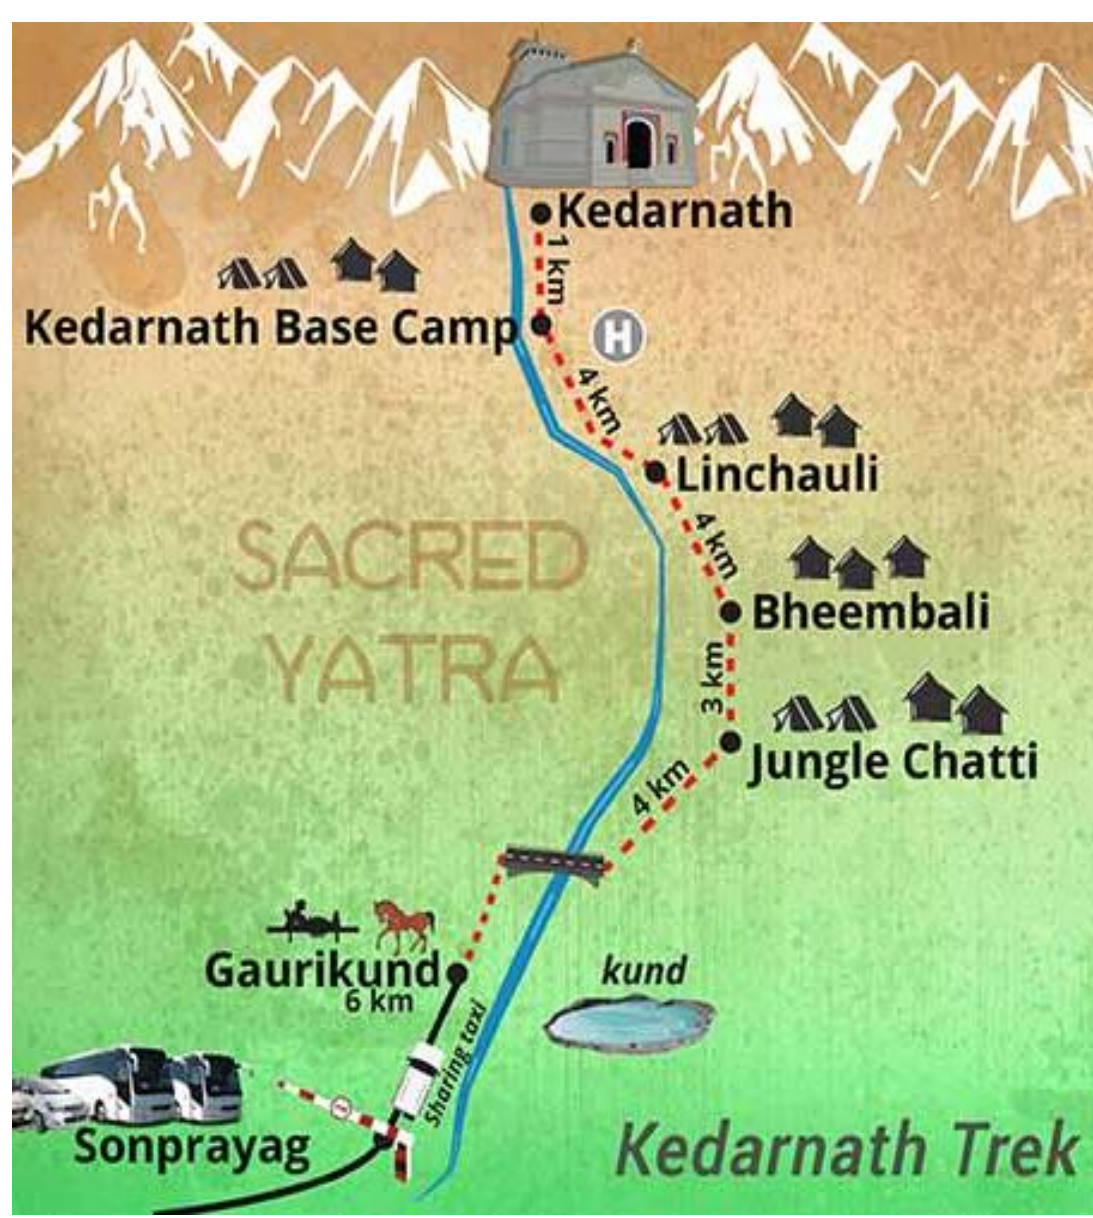 Kedarnath
1 km
Kedarnath Base Camp
H
4 km
Linchauli
4 km
SACRED
YATRA
Bheembali
3 km
Jungle Chatti
4 km
Gaurikund
6 km
kund
Sharing taxi
Sonprayag
Kedarnath Trek